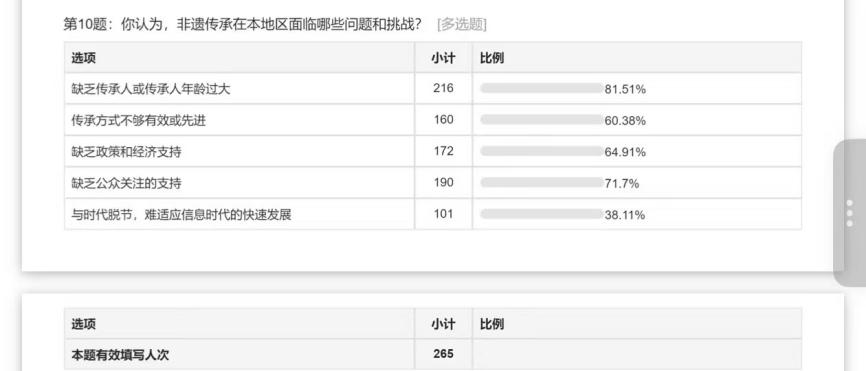 第10题：你认为，非遗传承在本地区面临哪些问题和挑战？ [多选题]
选项 小计 比例
缺乏传承人或传承人年龄过大 216 81.51%
传承方式不够有效或先进 160 60.38%
缺乏政策和经济支持 172 64.91%
缺乏公众关注的支持 190 71.7%
与时代脱节，难适应信息时代的快速发展 101 38.11%
选项 小计 比例
本题有效填写人次 265